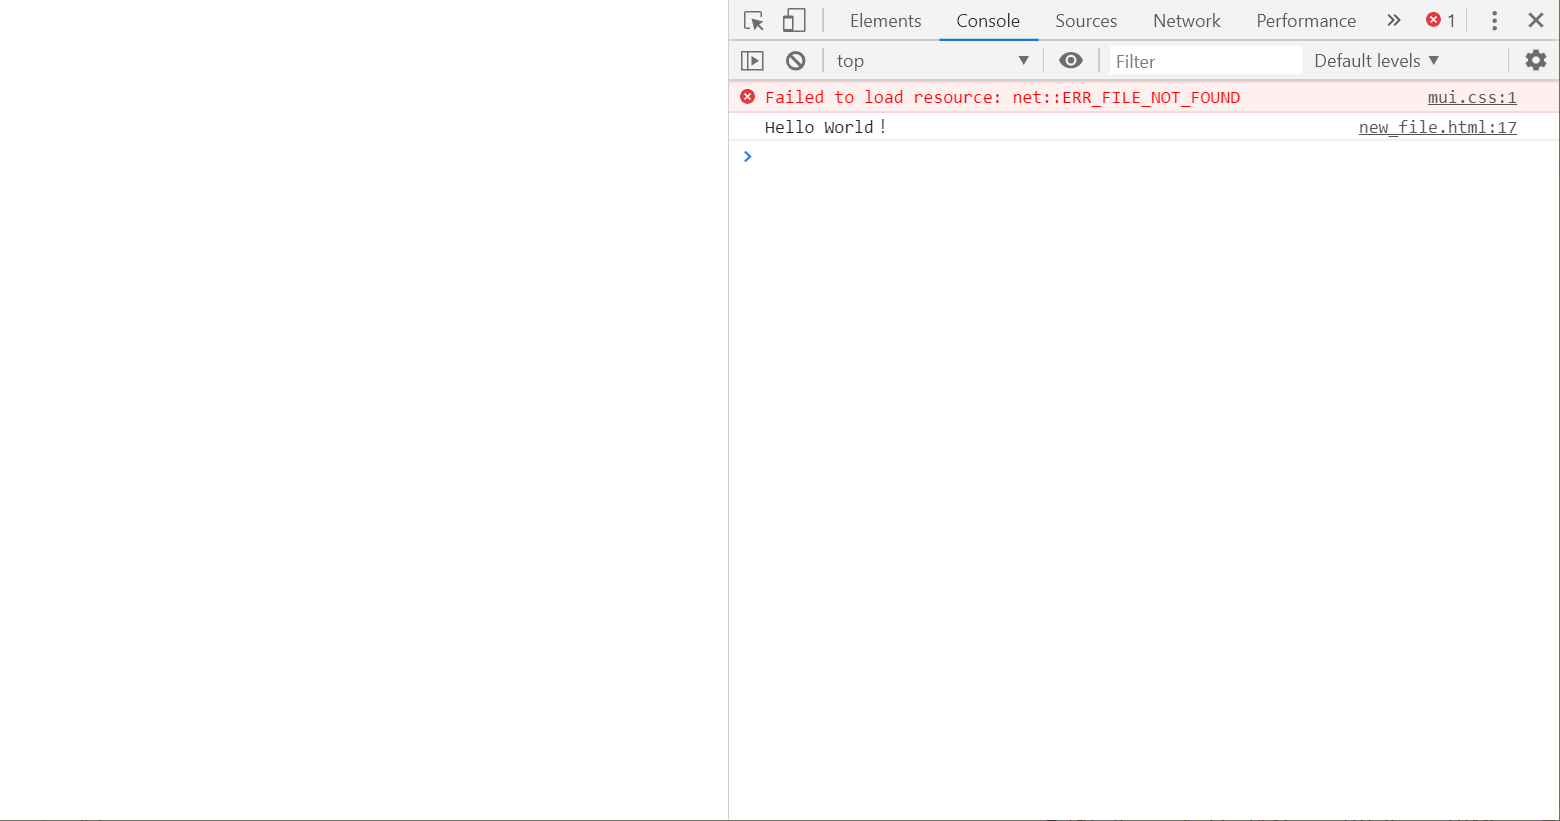 Elements Console Sources Network Performance » 1
top Filter Default levels
Failed to load resource: net::ERR_FILE_NOT_FOUND mui.css:1
Hello World！ new_file.html:17